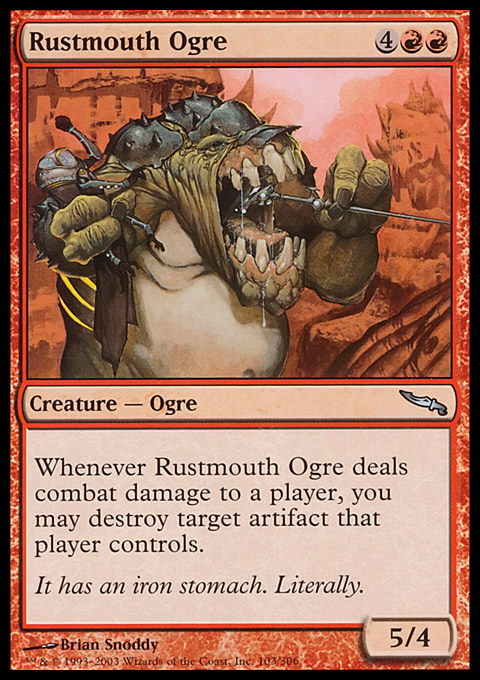 Rustmouth Ogre 4
Creature — Ogre
Whenever Rustmouth Ogre deals
combat damage to a player, you
may destroy target artifact that
player controls.
It has an iron stomach. Literally.
5/4
Brian Snoddy
™ & © 1993–2003 Wizards of the Coast, Inc. 103/306